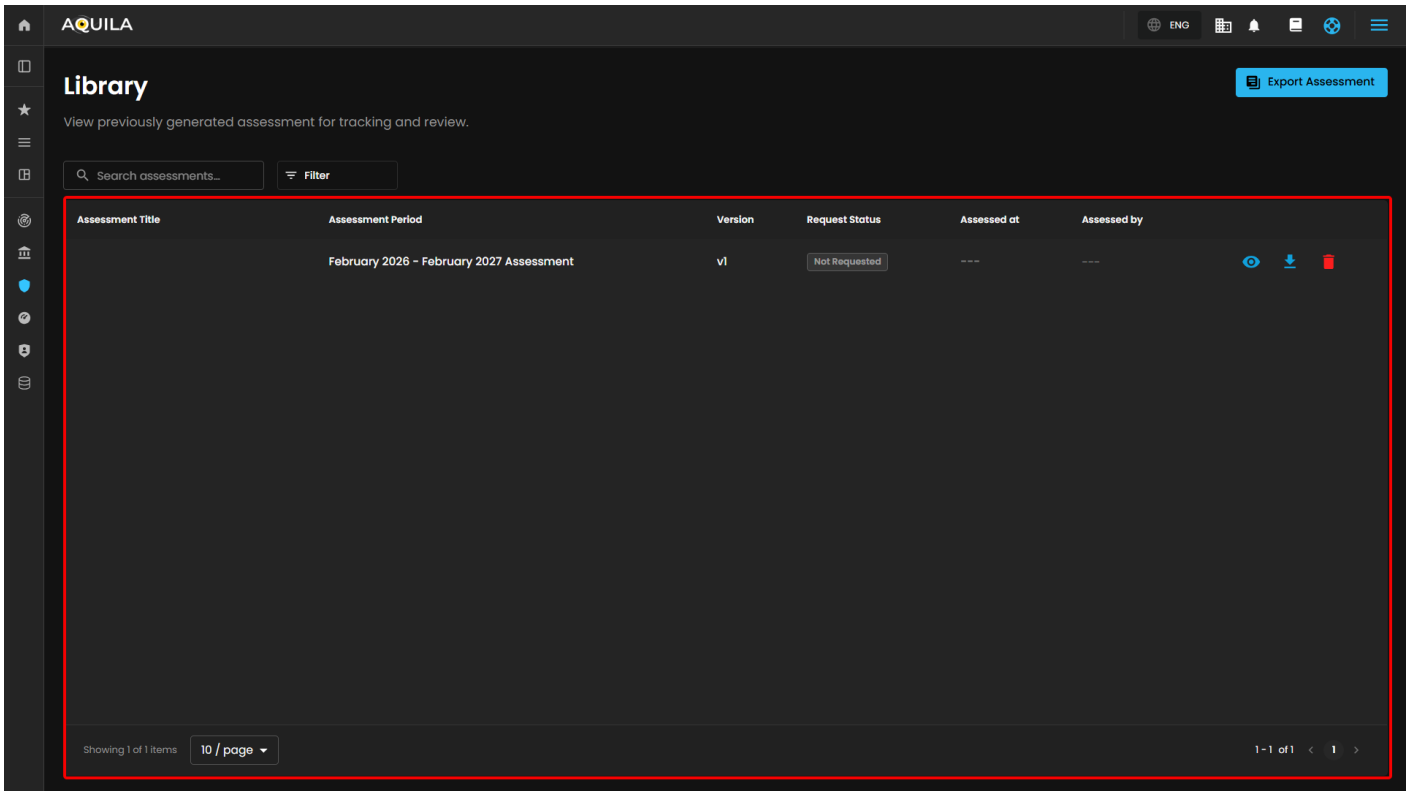 AQUILA
ENG
Library
Export Assessment
View previously generated assessment for tracking and review.
Search assessments...
Filter
Assessment Title Assessment Period Version Request Status Assessed at Assessed by
February 2026 - February 2027 Assessment v1 Not Requested --- ---
Showing 1 of 1 items 10 / page 1 - 1 of 1 < 1 >